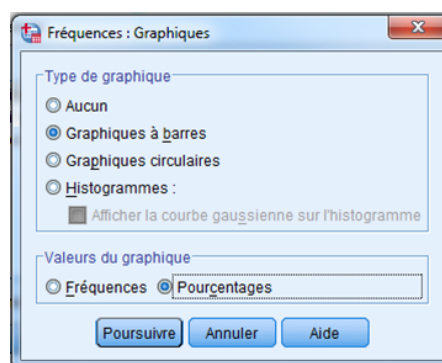 Fréquences : Graphiques
Type de graphique
Aucun
Graphiques à barres
Graphiques circulaires
Histogrammes :
Afficher la courbe gaussienne sur l'histogramme
Valeurs du graphique
Fréquences Pourcentages
Poursuivre Annuler Aide